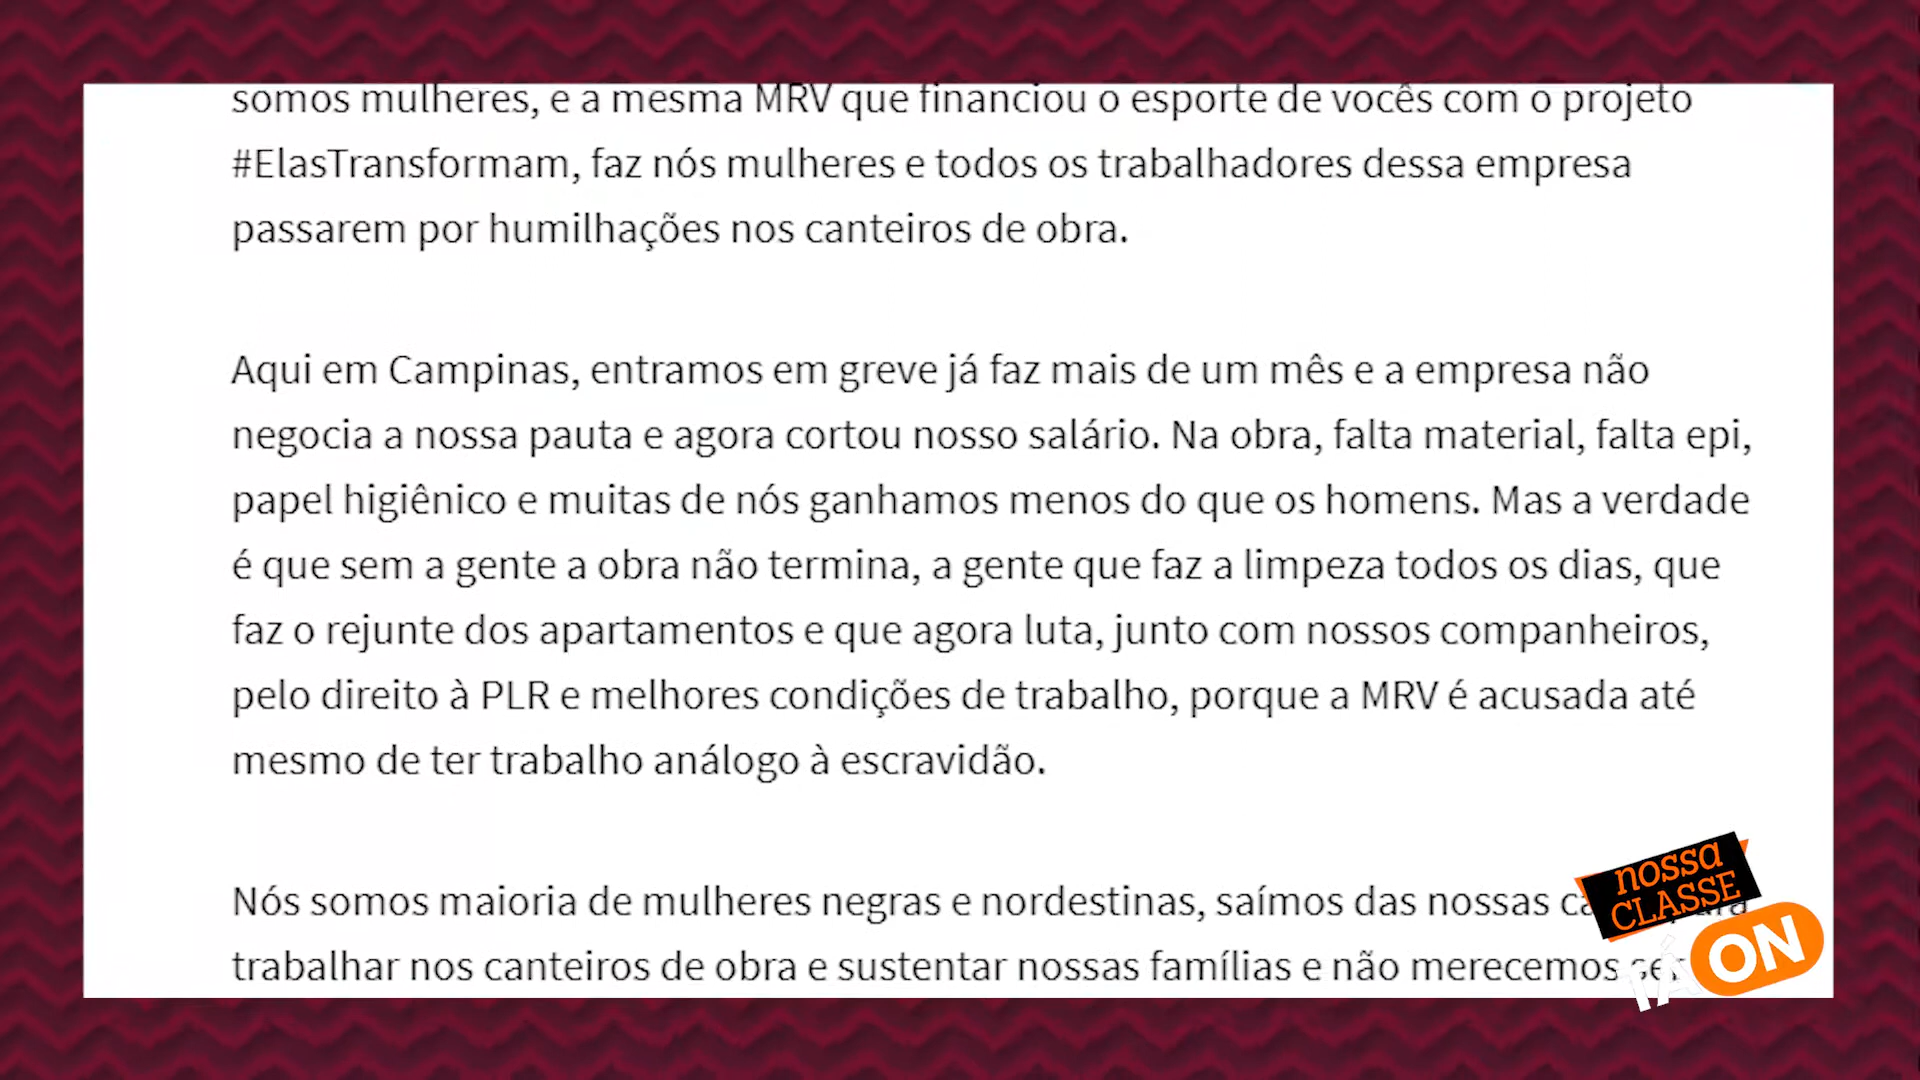 somos mulheres, e a mesma MRV que financiou o esporte de vocês com o projeto
#ElasTransformam, faz nós mulheres e todos os trabalhadores dessa empresa
passarem por humilhações nos canteiros de obra.
Aqui em Campinas, entramos em greve já faz mais de um mês e a empresa não
negocia a nossa pauta e agora cortou nosso salário. Na obra, falta material, falta epi,
papel higiênico e muitas de nós ganhamos menos do que os homens. Mas a verdade
é que sem a gente a obra não termina, a gente que faz a limpeza todos os dias, que
faz o rejunte dos apartamentos e que agora luta, junto com nossos companheiros,
pelo direito à PLR e melhores condições de trabalho, porque a MRV é acusada até
mesmo de ter trabalho análogo à escravidão.
Nós somos maioria de mulheres negras e nordestinas, saímos das nossas
trabalhar nos canteiros de obra e sustentar nossas famílias e não merecemos
nossa
CLASSE
TÁ ON